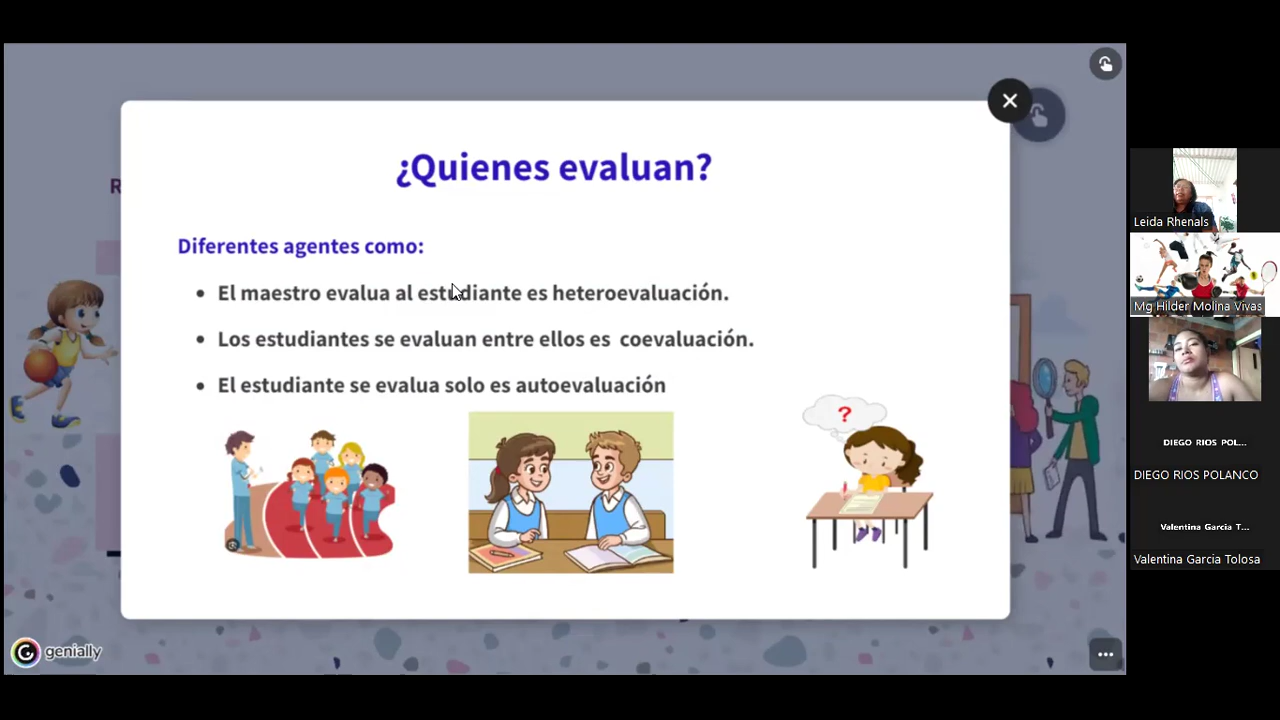 R
¿Quienes evaluan?
Diferentes agentes como:
El maestro evalua al estudiante es heteroevaluación.
Los estudiantes se evaluan entre ellos es coevaluación.
El estudiante se evalua solo es autoevaluación
?
genially
Leida Rhenals
Mg Hilder Molina Vivas
DIEGO RIOS POL...
DIEGO RIOS POLANCO
Valentina Garcia T...
Valentina Garcia Tolosa